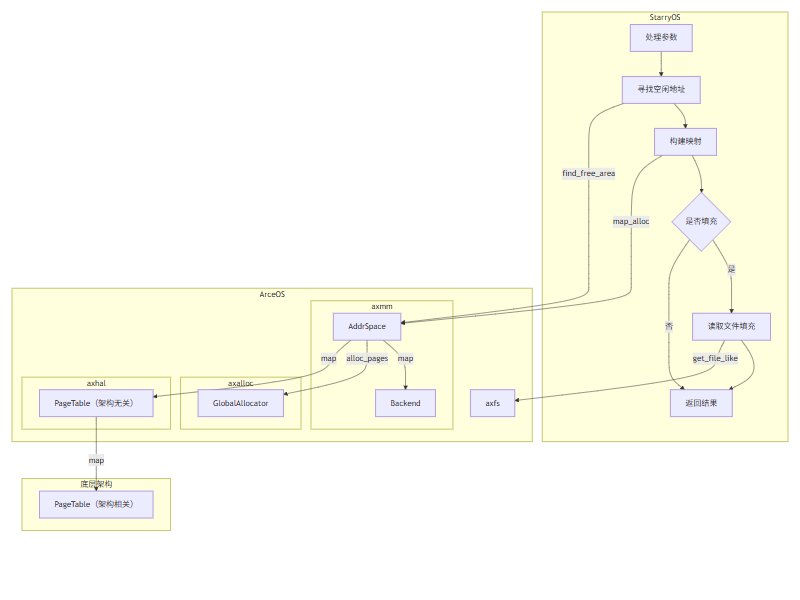 StarryOS
处理参数
寻找空闲地址
构建映射
find_free_area
map_alloc
是否填充
是
ArceOS
axmm
AddrSpace
否
读取文件填充
map
alloc_pages
map
get_file_like
axhal
axalloc
PageTable（架构无关）
GlobalAllocator
Backend
axfs
返回结果
map
底层架构
PageTable（架构相关）